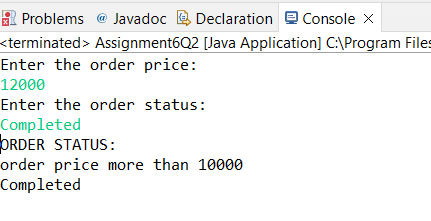 Problems @ Javadoc Declaration Console ×
<terminated> Assignment6Q2 [Java Application] C:\Program Files
Enter the order price:
12000
Enter the order status:
Completed
ORDER STATUS:
order price more than 10000
Completed